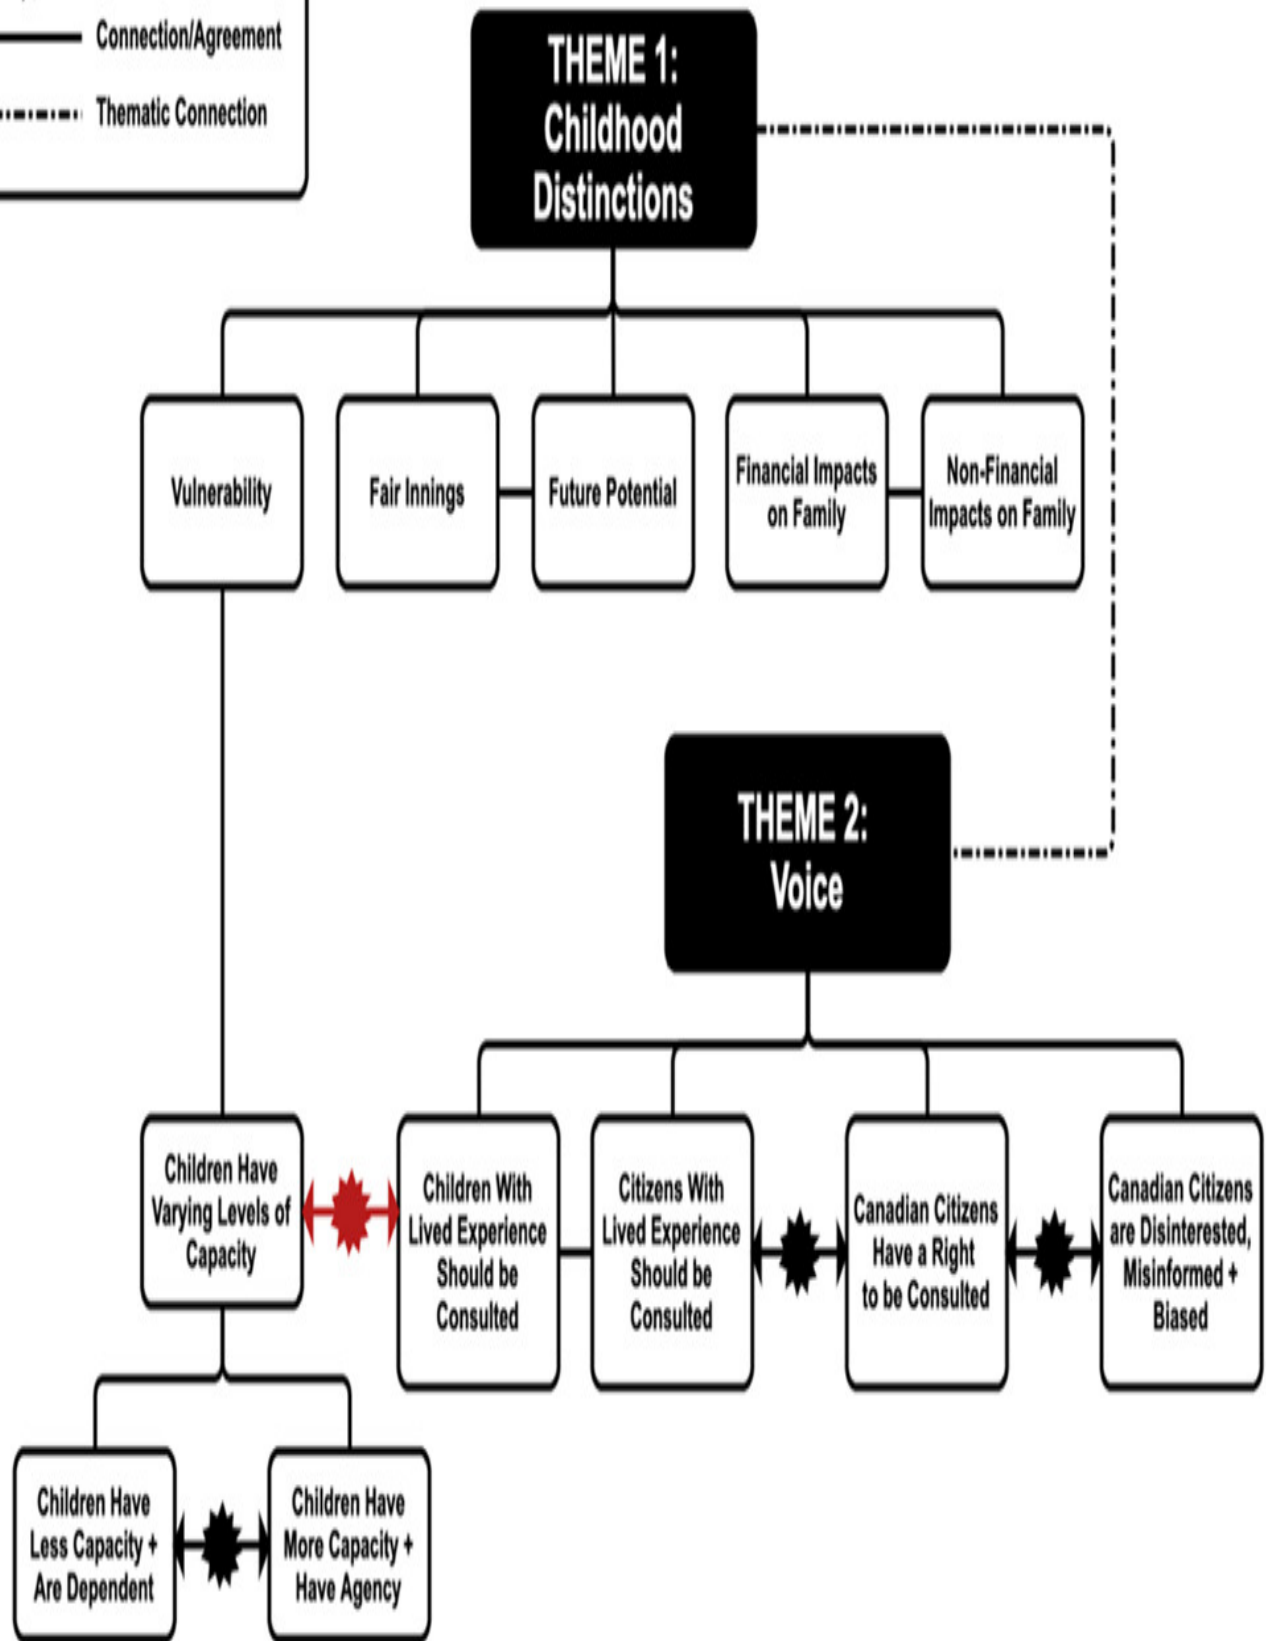 Connection/Agreement
Thematic Connection
THEME 1:
Childhood
Distinctions
Vulnerability
Fair Innings
Future Potential
Financial Impacts
on Family
Non-Financial
Impacts on Family
THEME 2:
Voice
Children Have
Varying Levels of
Capacity
Children With
Lived Experience
Should be
Consulted
Citizens With
Lived Experience
Should be
Consulted
Canadian Citizens
Have a Right
to be Consulted
Canadian Citizens
are Disinterested,
Misinformed +
Biased
Children Have
Less Capacity +
Are Dependent
Children Have
More Capacity +
Have Agency